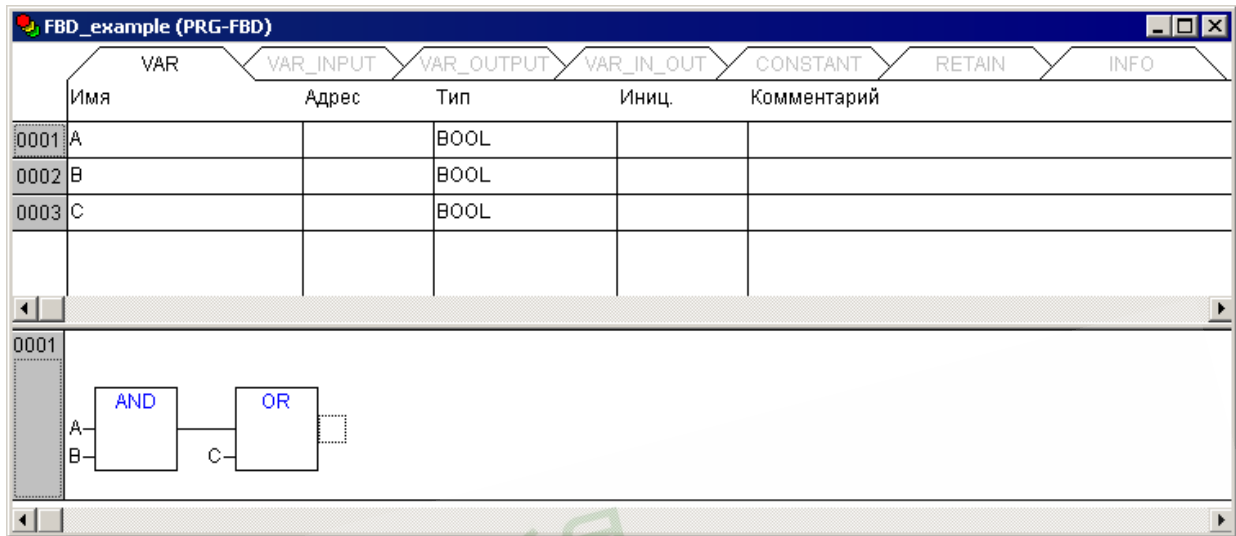 FBD_example (PRG-FBD)
VAR VAR_INPUT VAR_OUTPUT VAR_IN_OUT CONSTANT RETAIN INFO
Имя Адрес Тип Иниц. Комментарий
0001 A BOOL
0002 B BOOL
0003 C BOOL
0001
AND OR
A
B C